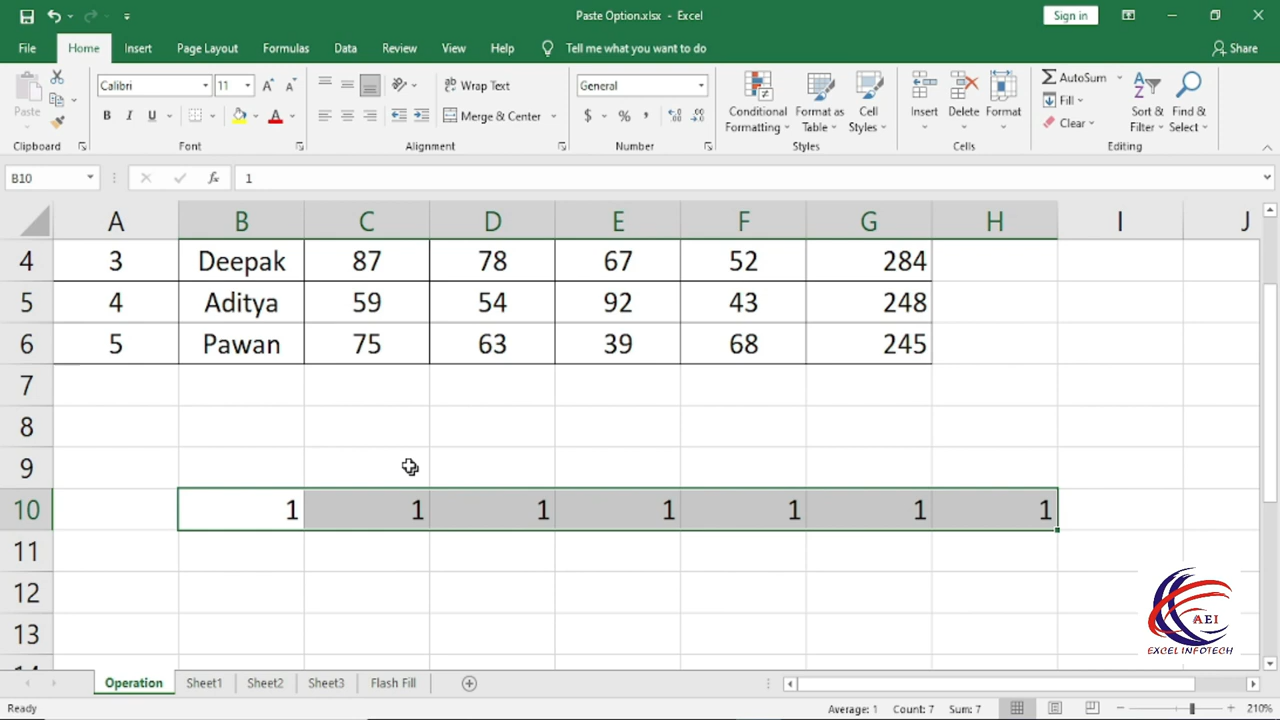 Paste Option.xlsx - Excel
Sign in
File Home Insert Page Layout Formulas Data Review View Help Tell me what you want to do Share
Calibri 11 Wrap Text General AutoSum
Paste Conditional Formatting Format as Table Cell Styles Insert Delete Format Fill Sort & Filter Find & Select
B I U Merge & Center $ % , Clear
Clipboard Font Alignment Number Styles Cells Editing
B10 fx 1
A B C D E F G H I J
4 3 Deepak 87 78 67 52 284
5 4 Aditya 59 54 92 43 248
6 5 Pawan 75 63 39 68 245
7
8
9
10 1 1 1 1 1 1 1
11
12
13
AEI
EXCEL INFOTECH
Operation Sheet1 Sheet2 Sheet3 Flash Fill
Ready Average: 1 Count: 7 Sum: 7 210%